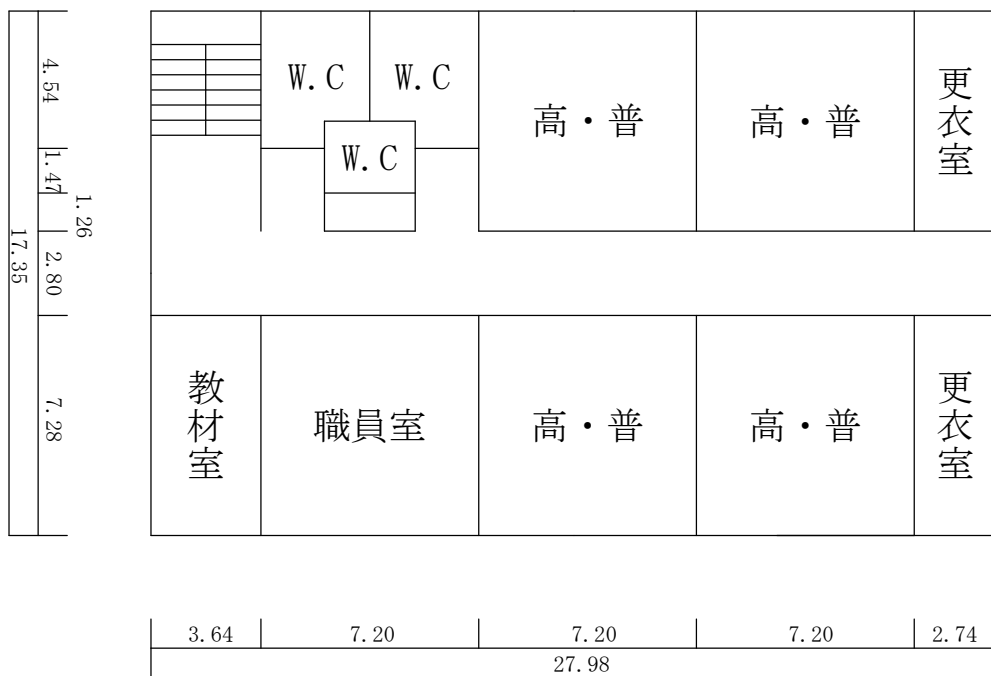 W.C
W.C
W.C
高・普
高・普
更衣室
教材室
職員室
高・普
高・普
更衣室
4.54
1.47
1.26
2.80
7.28
17.35
3.64
7.20
7.20
7.20
2.74
27.98